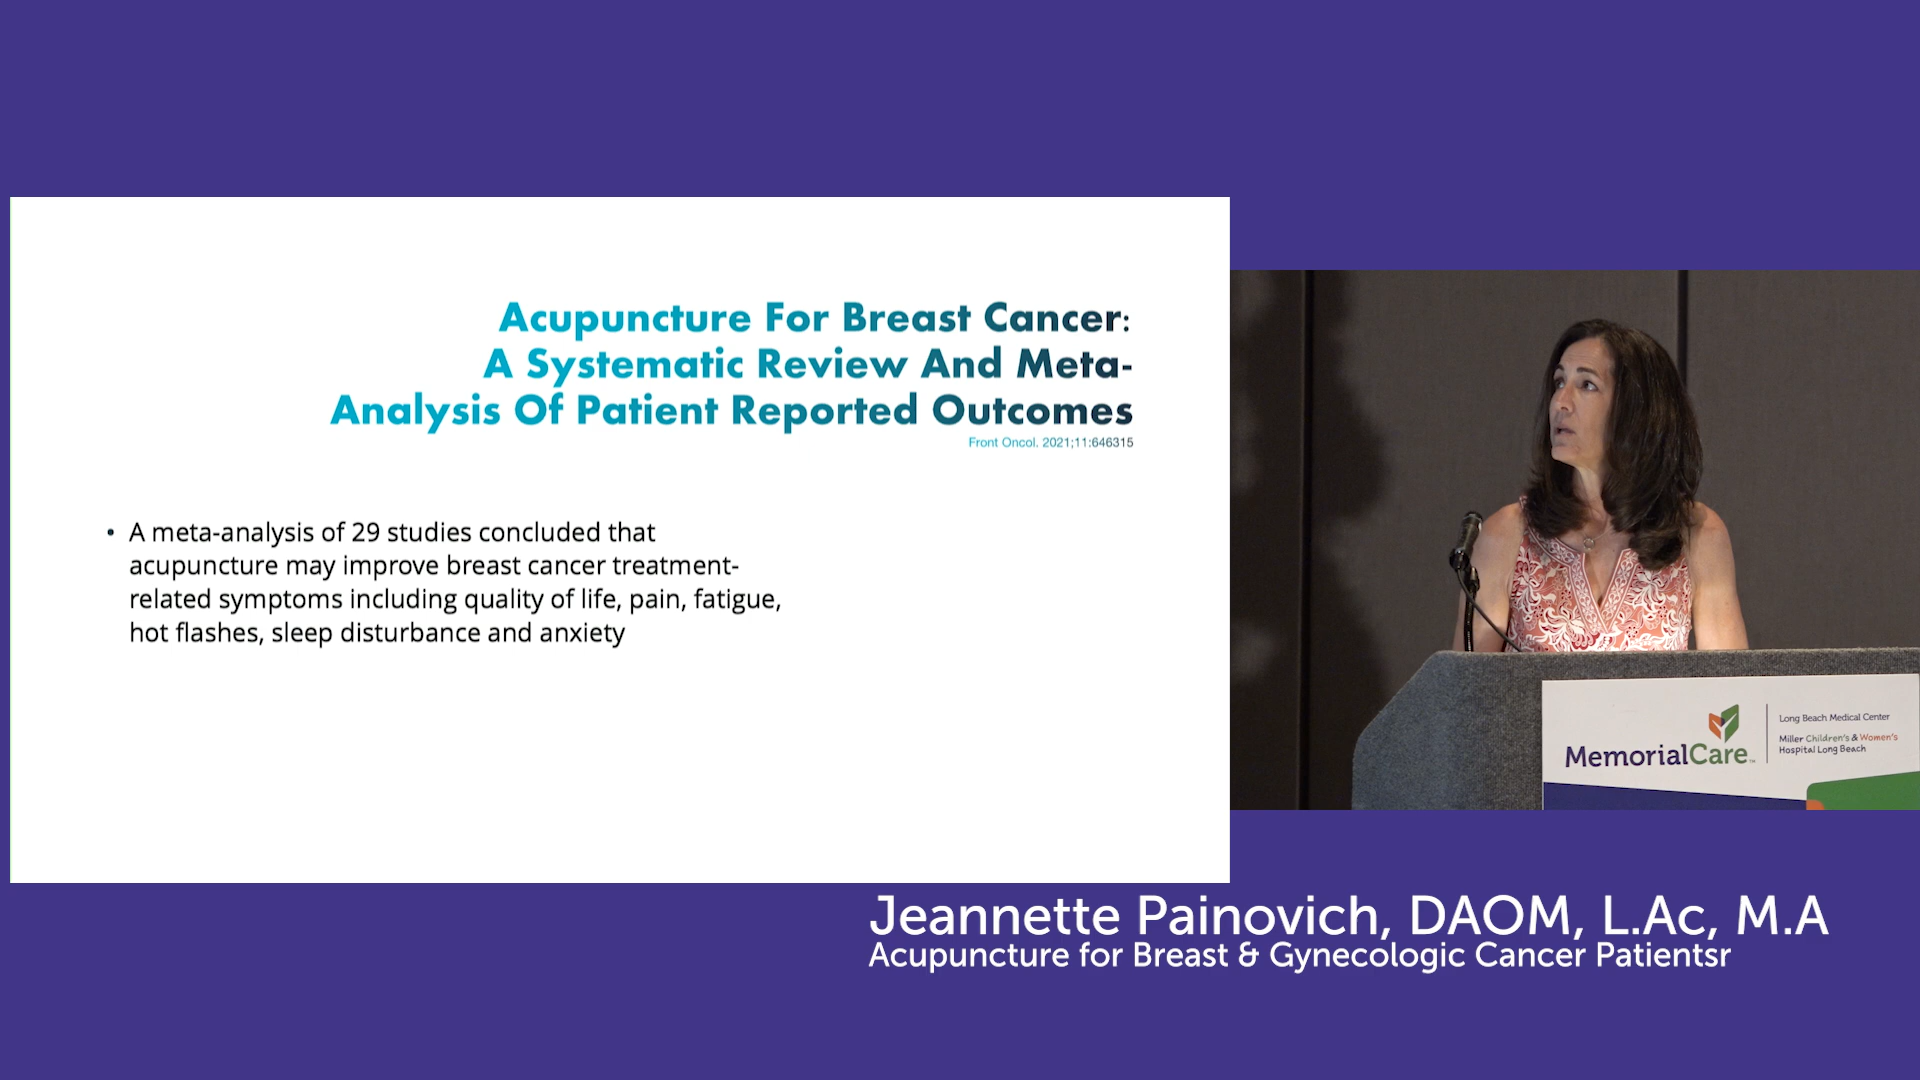 Acupuncture For Breast Cancer:
A Systematic Review And Meta-
Analysis Of Patient Reported Outcomes
Front Oncol. 2021;11:646315
• A meta-analysis of 29 studies concluded that
acupuncture may improve breast cancer treatment-
related symptoms including quality of life, pain, fatigue,
hot flashes, sleep disturbance and anxiety
MemorialCare™
Long Beach Medical Center
Miller Children's & Women's
Hospital Long Beach
Jeannette Painovich, DAOM, L.Ac, M.A
Acupuncture for Breast & Gynecologic Cancer Patientsr